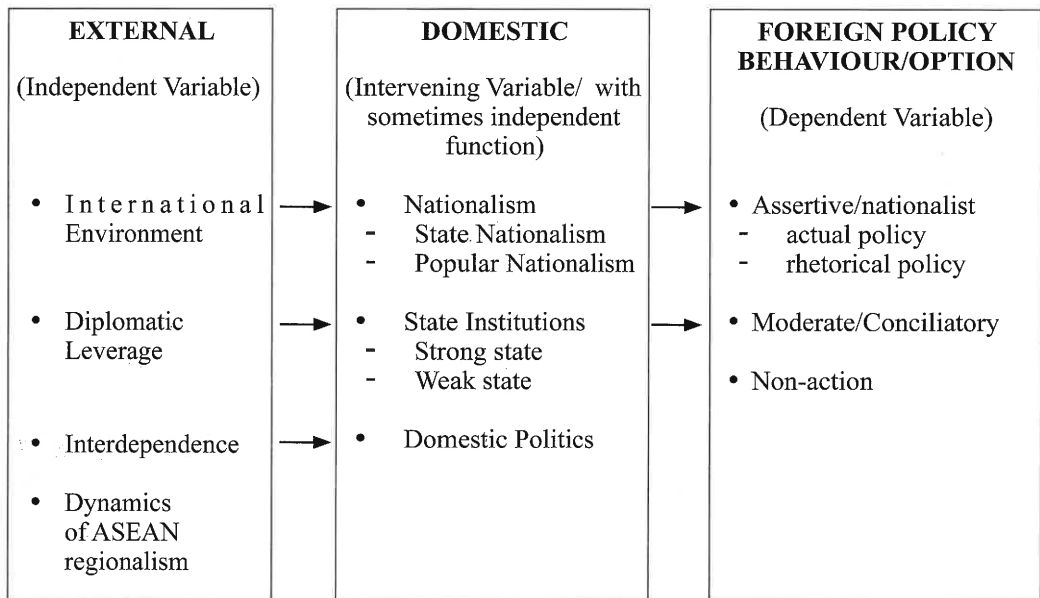 EXTERNAL
(Independent Variable)
• International
Environment
• Diplomatic
Leverage
• Interdependence
• Dynamics
of ASEAN
regionalism
DOMESTIC
(Intervening Variable/ with
sometimes independent
function)
• Nationalism
- State Nationalism
- Popular Nationalism
• State Institutions
- Strong state
- Weak state
• Domestic Politics
FOREIGN POLICY
BEHAVIOUR/OPTION
(Dependent Variable)
• Assertive/nationalist
- actual policy
- rhetorical policy
• Moderate/Conciliatory
• Non-action